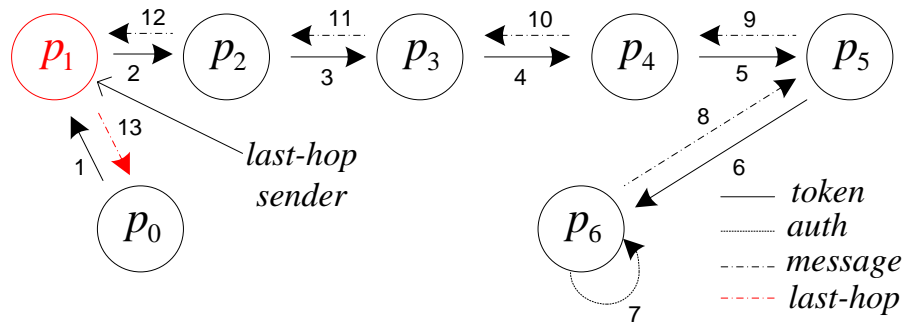 12 11 10 9
p1 p2 p3 p4 p5
2 3 4 5
13 8
1 last-hop 6
sender
p0 p6 token
auth
message
7 last-hop